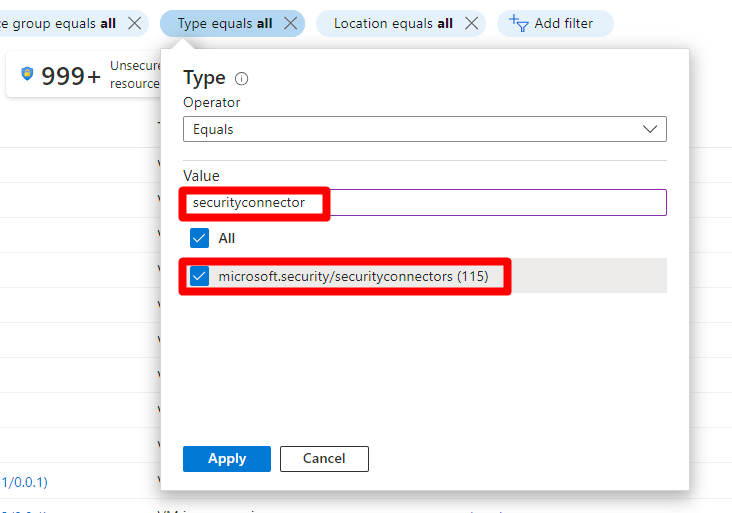 ce group equals all
Type equals all
Location equals all
Add filter
999+
Unsecure
resource
Type
Operator
Equals
Value
securityconnector
All
microsoft.security/securityconnectors (115)
Apply
Cancel
1/0.0.1)